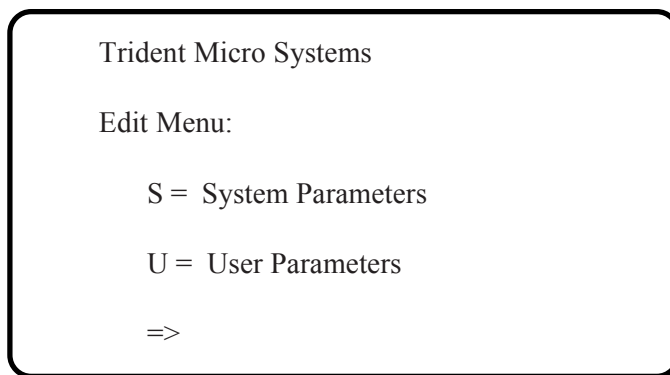 Trident Micro Systems
Edit Menu:
S = System Parameters
U = User Parameters
=>